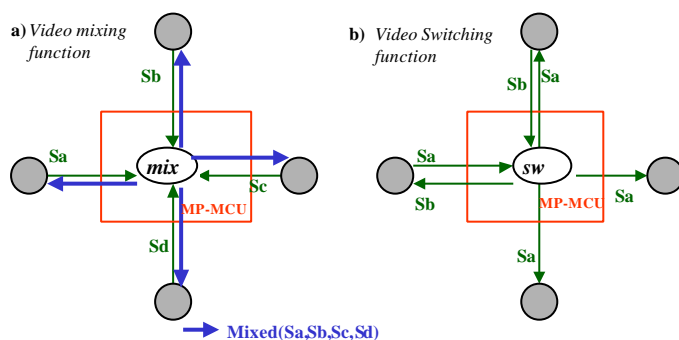 a) Video mixing
function
Sb
Sa
mix
Sc
MP-MCU
Sd
Mixed(Sa,Sb,Sc,Sd)
b) Video Switching
function
Sb
Sa
Sa
sw
Sb
Sa
MP-MCU
Sa